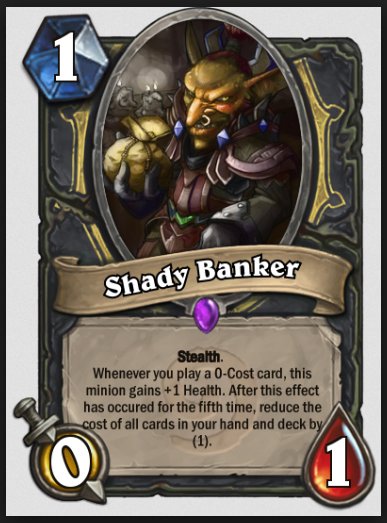 1
Shady Banker
Stealth.
Whenever you play a 0-Cost card, this
minion gains +1 Health. After this effect
has occured for the fifth time, reduce the
cost of all cards in your hand and deck by
(1).
0
1